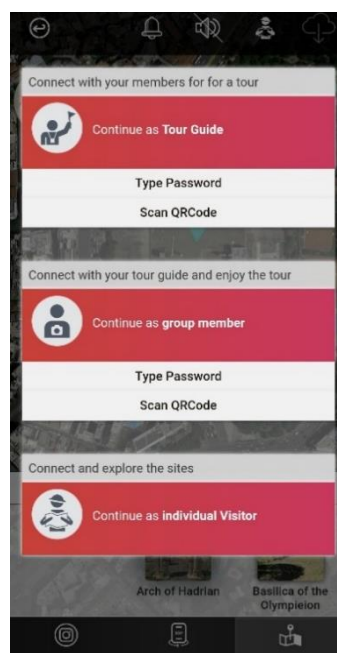 Connect with your members for for a tour
Continue as Tour Guide
Type Password
Scan QRCode
Connect with your tour guide and enjoy the tour
Continue as group member
Type Password
Scan QRCode
Connect and explore the sites
Continue as individual Visitor
Arch of Hadrian
Basilica of the
Olympieion